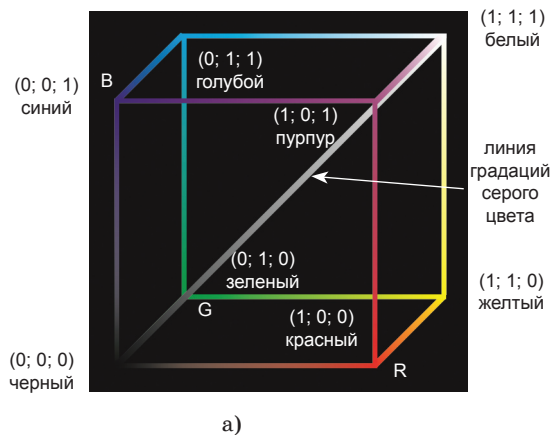 (1; 1; 1)
белый
(0; 1; 1)
голубой
B
(0; 0; 1)
синий
(1; 0; 1)
пурпур
линия
градаций
серого
цвета
(0; 1; 0)
зеленый
(1; 1; 0)
желтый
G
(1; 0; 0)
красный
(0; 0; 0)
черный
R
а)